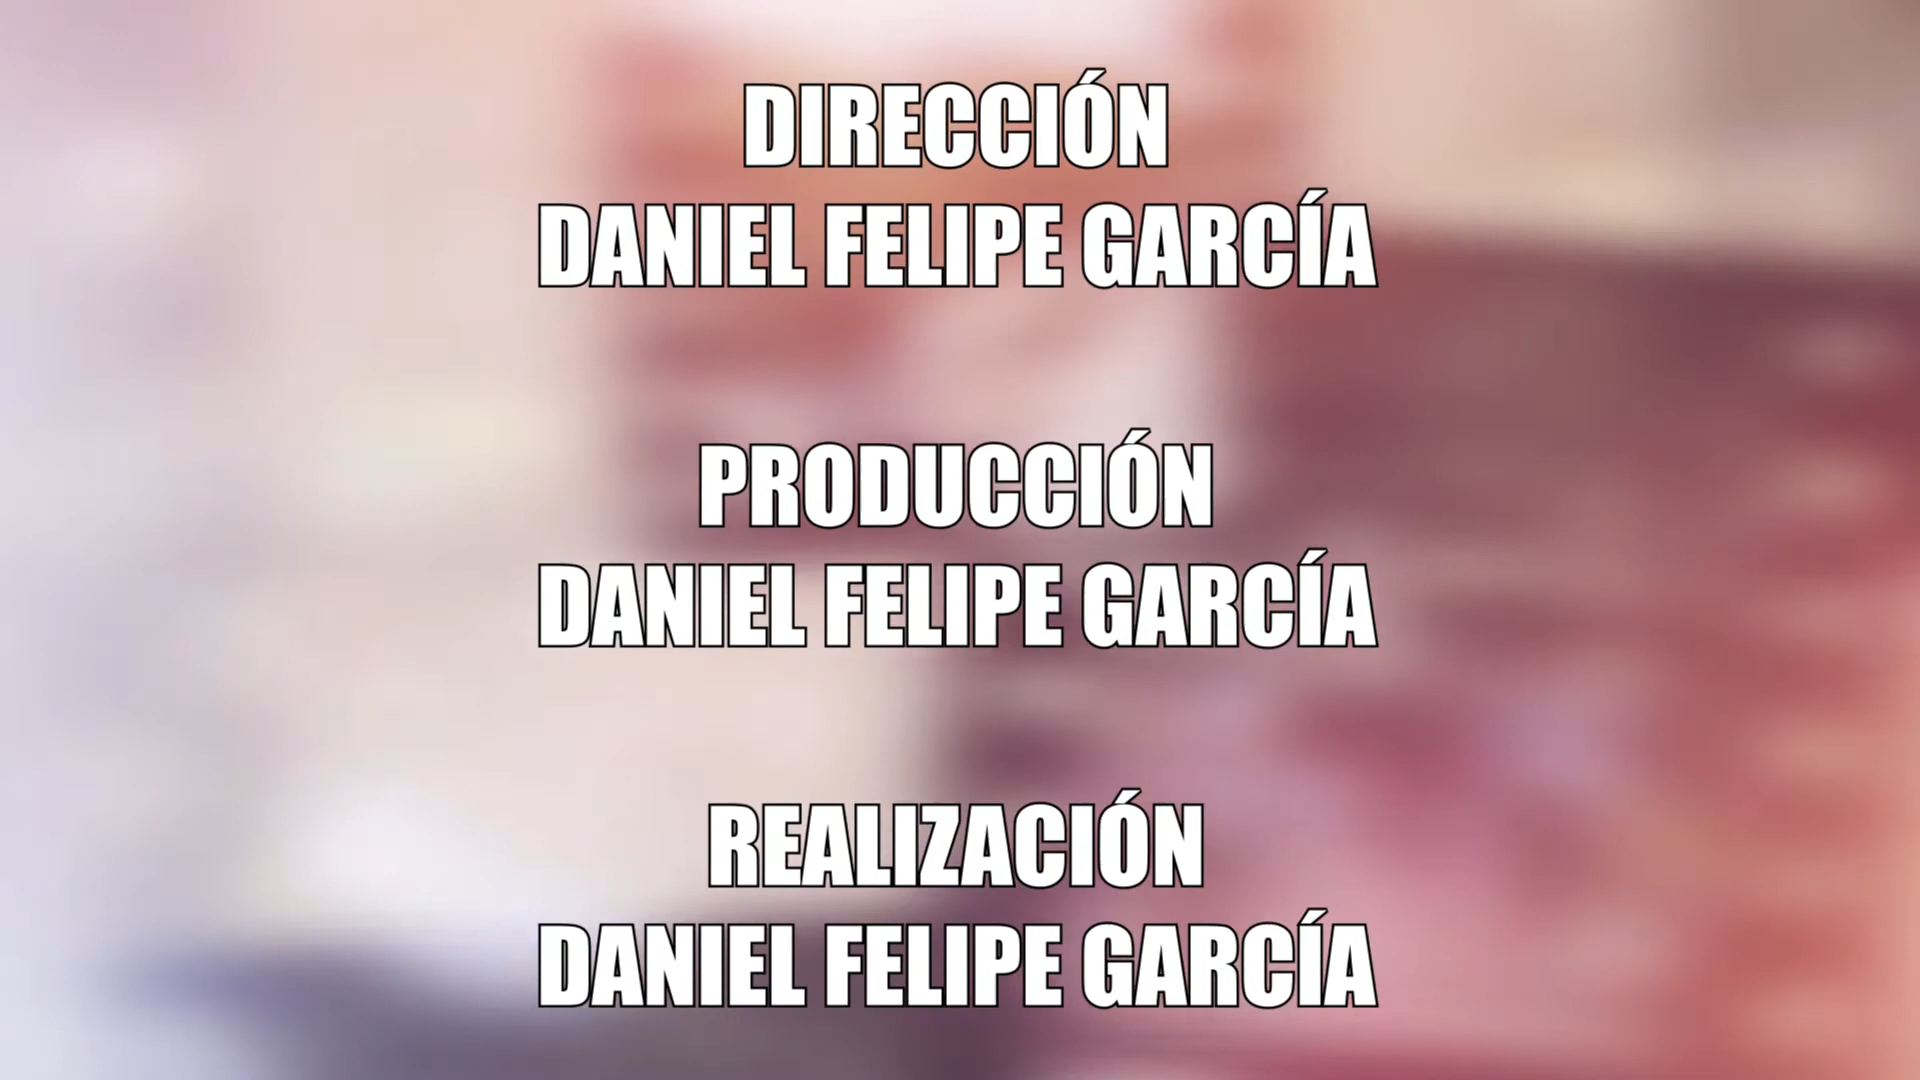 DIRECCIÓN
DANIEL FELIPE GARCÍA
PRODUCCIÓN
DANIEL FELIPE GARCÍA
REALIZACIÓN
DANIEL FELIPE GARCÍA